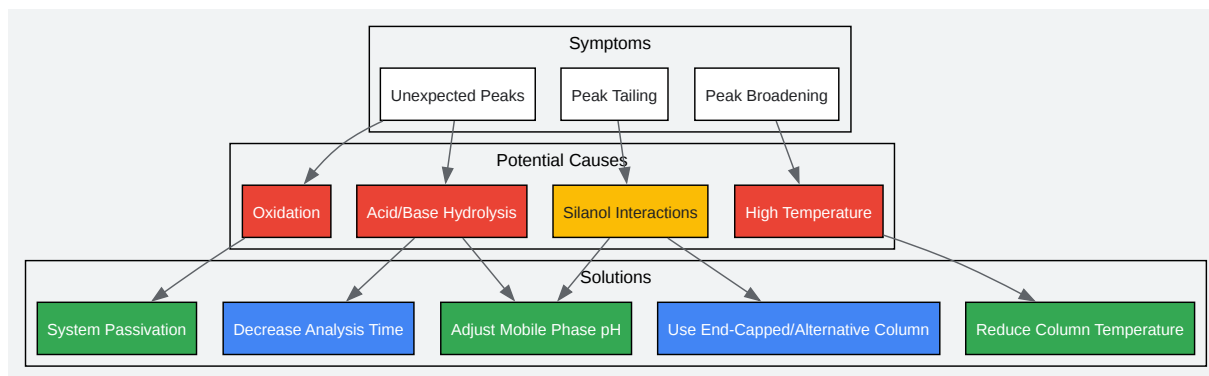 Symptoms
Unexpected Peaks
Peak Tailing
Peak Broadening
Potential Causes
Oxidation
Acid/Base Hydrolysis
Silanol Interactions
High Temperature
Solutions
System Passivation
Decrease Analysis Time
Adjust Mobile Phase pH
Use End-Capped/Alternative Column
Reduce Column Temperature